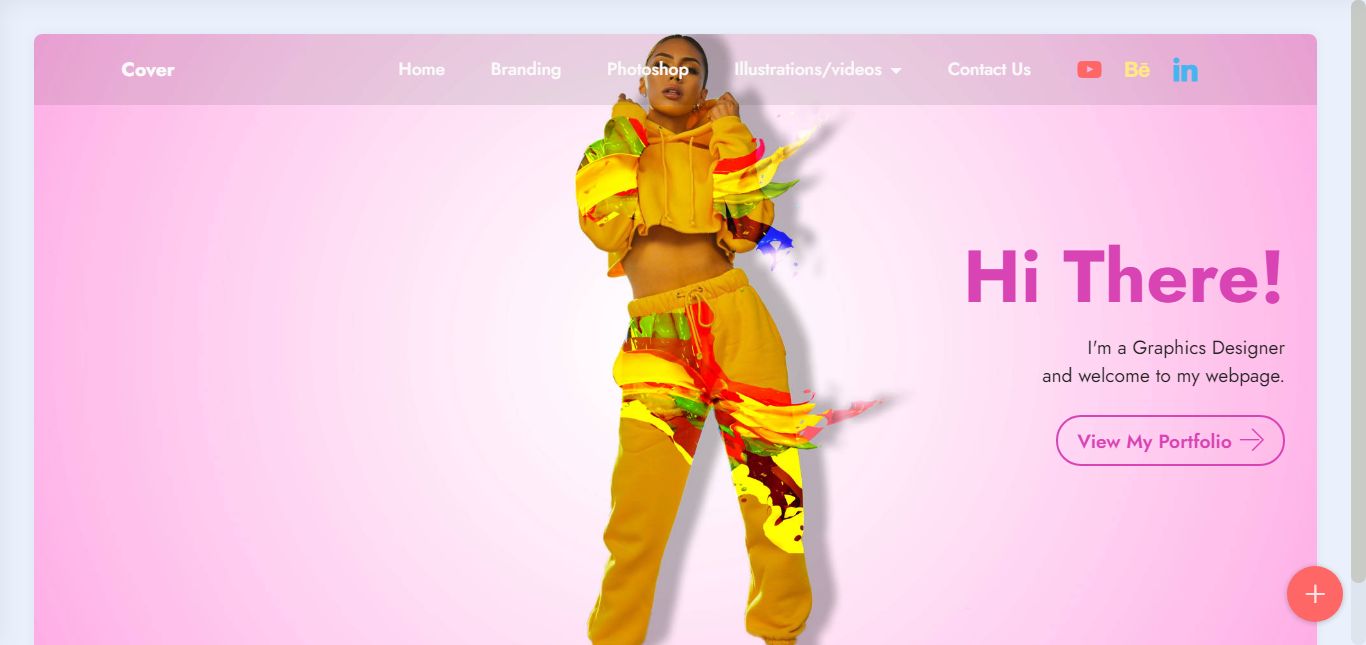 Cover
Home
Branding
Photoshop
Illustrations/videos
Contact Us
Bē
in
Hi There!
I'm a Graphics Designer
and welcome to my webpage.
View My Portfolio